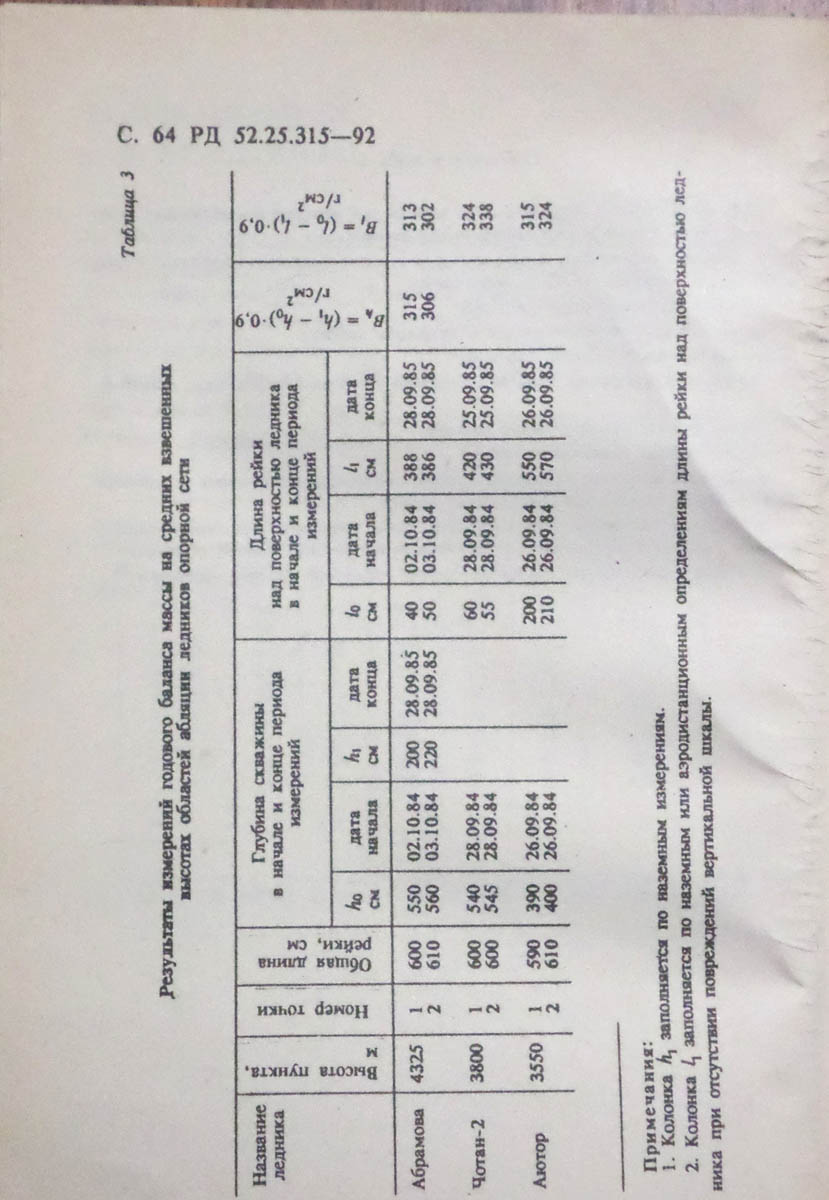 С. 64 РД 52.25.315—92
Таблица 3
Результаты измерений годового баланса массы на средних взвешенных
высотах областей абляции ледников опорной сети
Название ледника | Высота пункта, м | Номер точки | Общая длина рейки, см | Глубина скважины в начале и конце периода измерений | Длина рейки над поверхностью ледника в начале и конце периода измерений | Bₕ = (h₁ − h₀)·0,9 г/см² | Bₗ = (l₀ − l₁)·0,9 г/см²
h₀ см | дата начала | h₁ см | дата конца | l₀ см | дата начала | l₁ см | дата конца
Абрамова 4325 1 600 550 02.10.84 200 28.09.85 40 02.10.84 388 28.09.85 315 313
2 610 560 03.10.84 220 28.09.85 50 03.10.84 386 28.09.85 306 302
Чотан-2 3800 1 600 540 28.09.84 60 28.09.84 420 25.09.85 324
2 600 545 28.09.84 55 28.09.84 430 25.09.85 338
Аютор 3550 1 590 390 26.09.84 200 26.09.84 550 26.09.85 315
2 610 400 26.09.84 210 26.09.84 570 26.09.85 324
Примечания:
1. Колонка h₁ заполняется по наземным измерениям.
2. Колонка l₁ заполняется по наземным или аэродистанционным определениям длины рейки над поверхностью лед-
ника при отсутствии повреждений вертикальной шкалы.